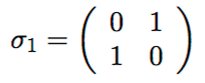 σ₁ = ( 0 1
1 0 )